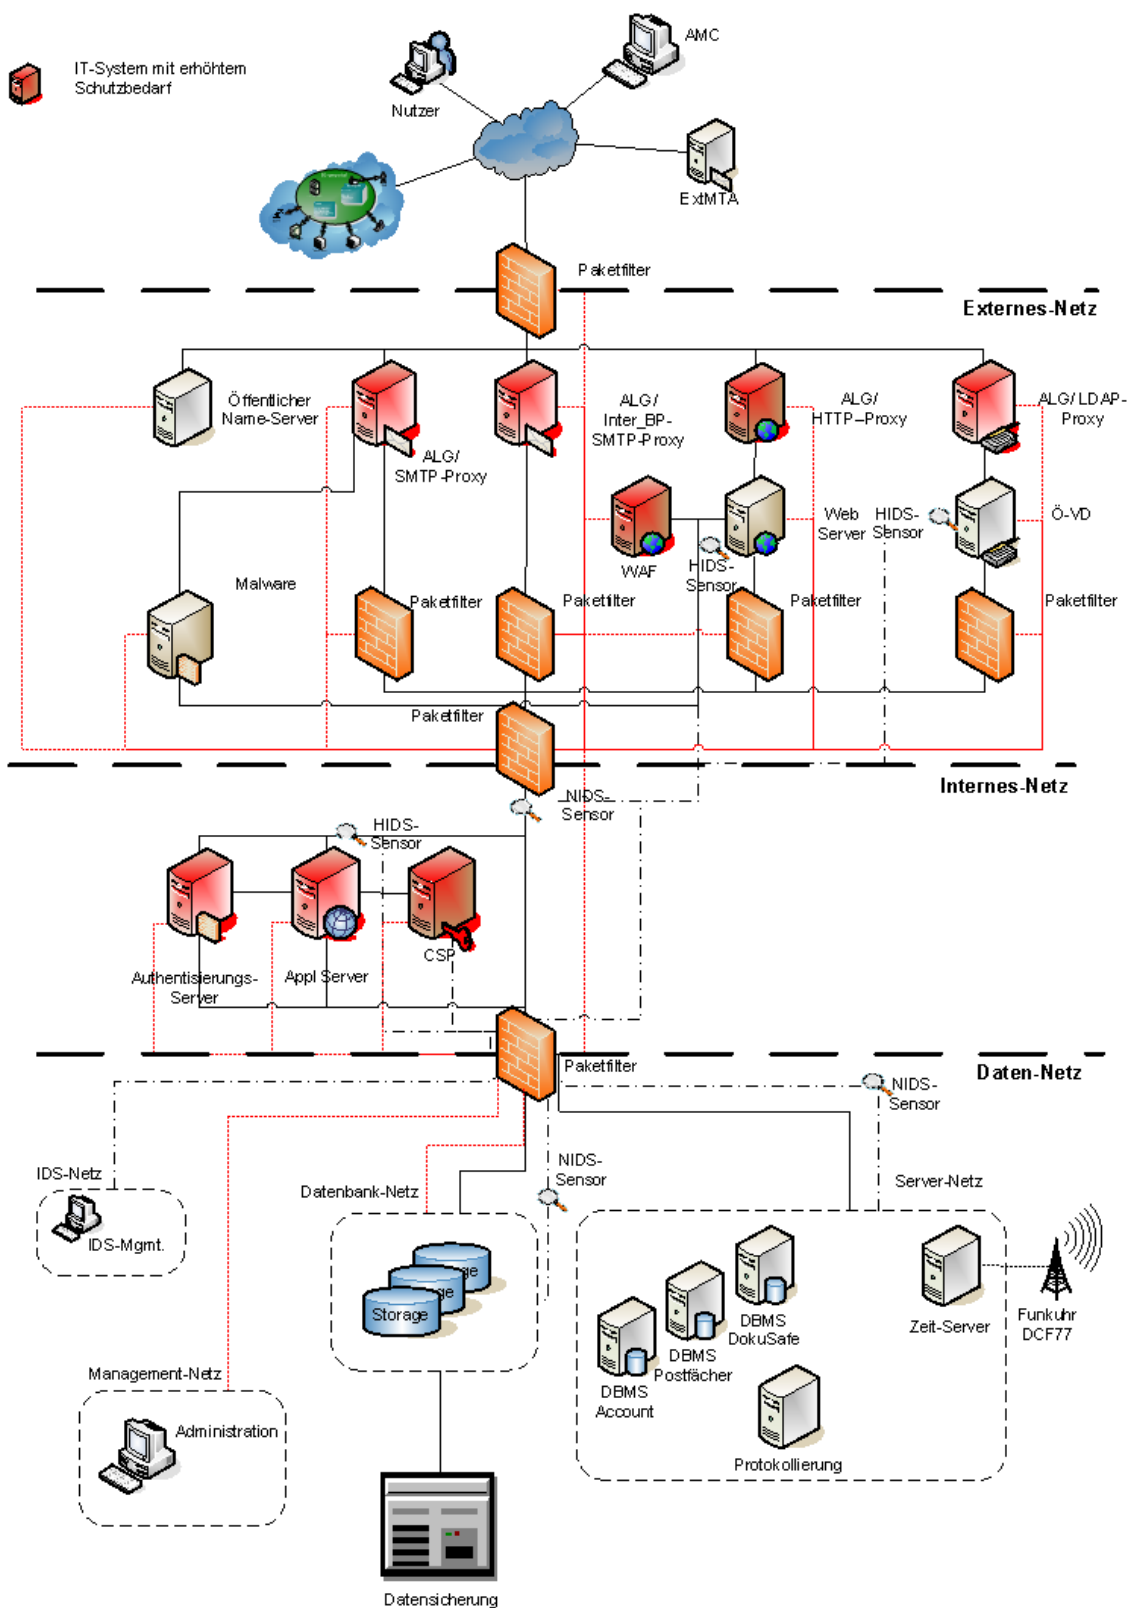 IT-System mit erhöhtem
Schutzbedarf
AMC
Nutzer
ExtMTA
Paketfilter
Externes-Netz
Öffentlicher
Name-Server
ALG/
SMTP-Proxy
ALG/
Inter_BP-
SMTP-Proxy
ALG/
HTTP-Proxy
ALG/ LDAP-
Proxy
WAF
HIDS-
Sensor
Web
Server
HIDS-
Sensor
Ö-VD
Malware
Paketfilter
Paketfilter
Paketfilter
Paketfilter
Paketfilter
Internes-Netz
NIDS-
Sensor
HIDS-
Sensor
Authentisierungs-
Server
Appl Server
CSP
Paketfilter
Daten-Netz
NIDS-
Sensor
IDS-Netz
IDS-Mgmt.
Datenbank-Netz
NIDS-
Sensor
Server-Netz
Storage
DBMS
DokuSafe
DBMS
Postfächer
DBMS
Account
Zeit-Server
Funkuhr
DCF77
Protokollierung
Management-Netz
Administration
Datensicherung